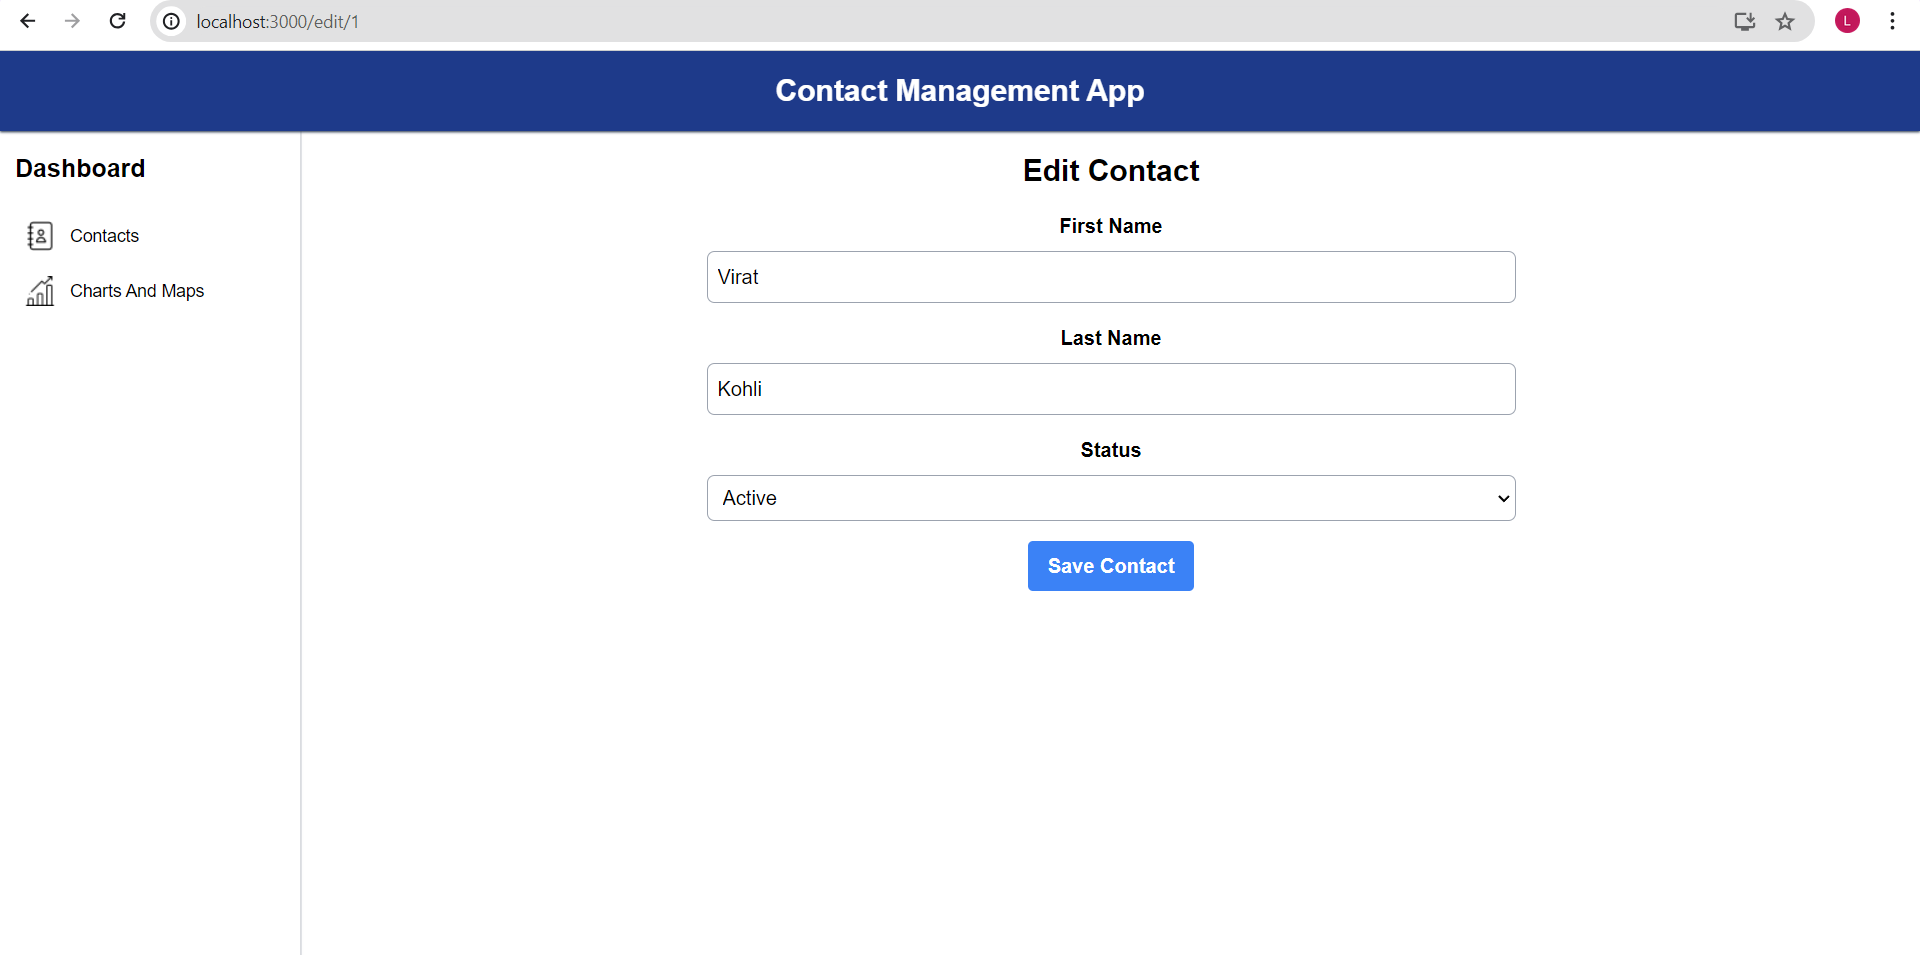 localhost:3000/edit/1
L
Contact Management App
Dashboard
Contacts
Charts And Maps
Edit Contact
First Name
Virat
Last Name
Kohli
Status
Active
Save Contact